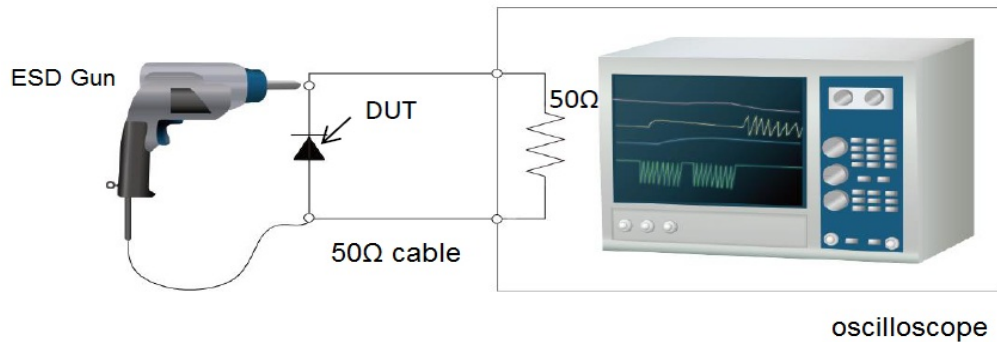 ESD Gun
DUT
50Ω
50Ω cable
oscilloscope